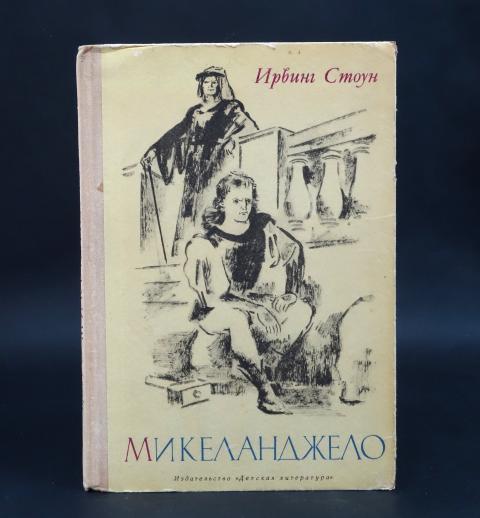 Ирвинг Стоун
МИКЕЛАНДЖЕЛО
Издательство «Детская литература»